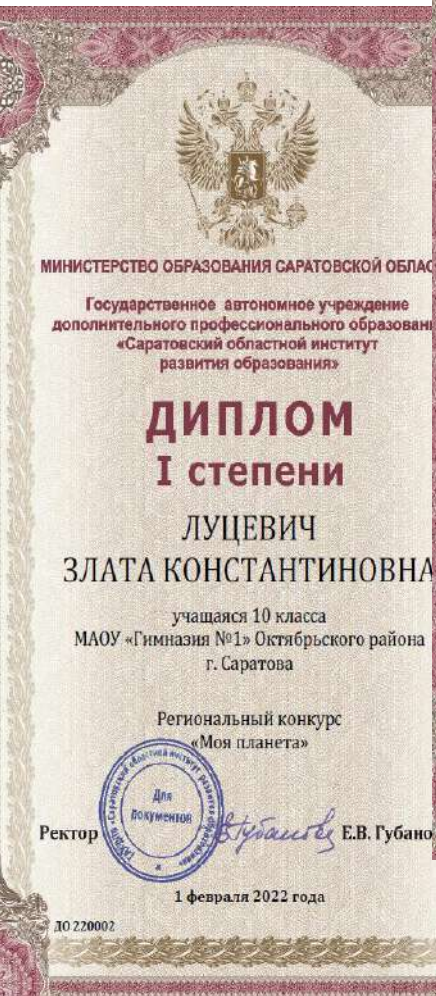 МИНИСТЕРСТВО ОБРАЗОВАНИЯ САРАТОВСКОЙ ОБЛАС
Государственное автономное учреждение
дополнительного профессионального образован
«Саратовский областной институт
развития образования»
ДИПЛОМ
I степени
ЛУЦЕВИЧ
ЗЛАТА КОНСТАНТИНОВНА
учащаяся 10 класса
МАОУ «Гимназия №1» Октябрьского района
г. Саратова
Региональный конкурс
«Моя планета»
Для
документов
Ректор Е.В. Губано
1 февраля 2022 года
ДО 220002